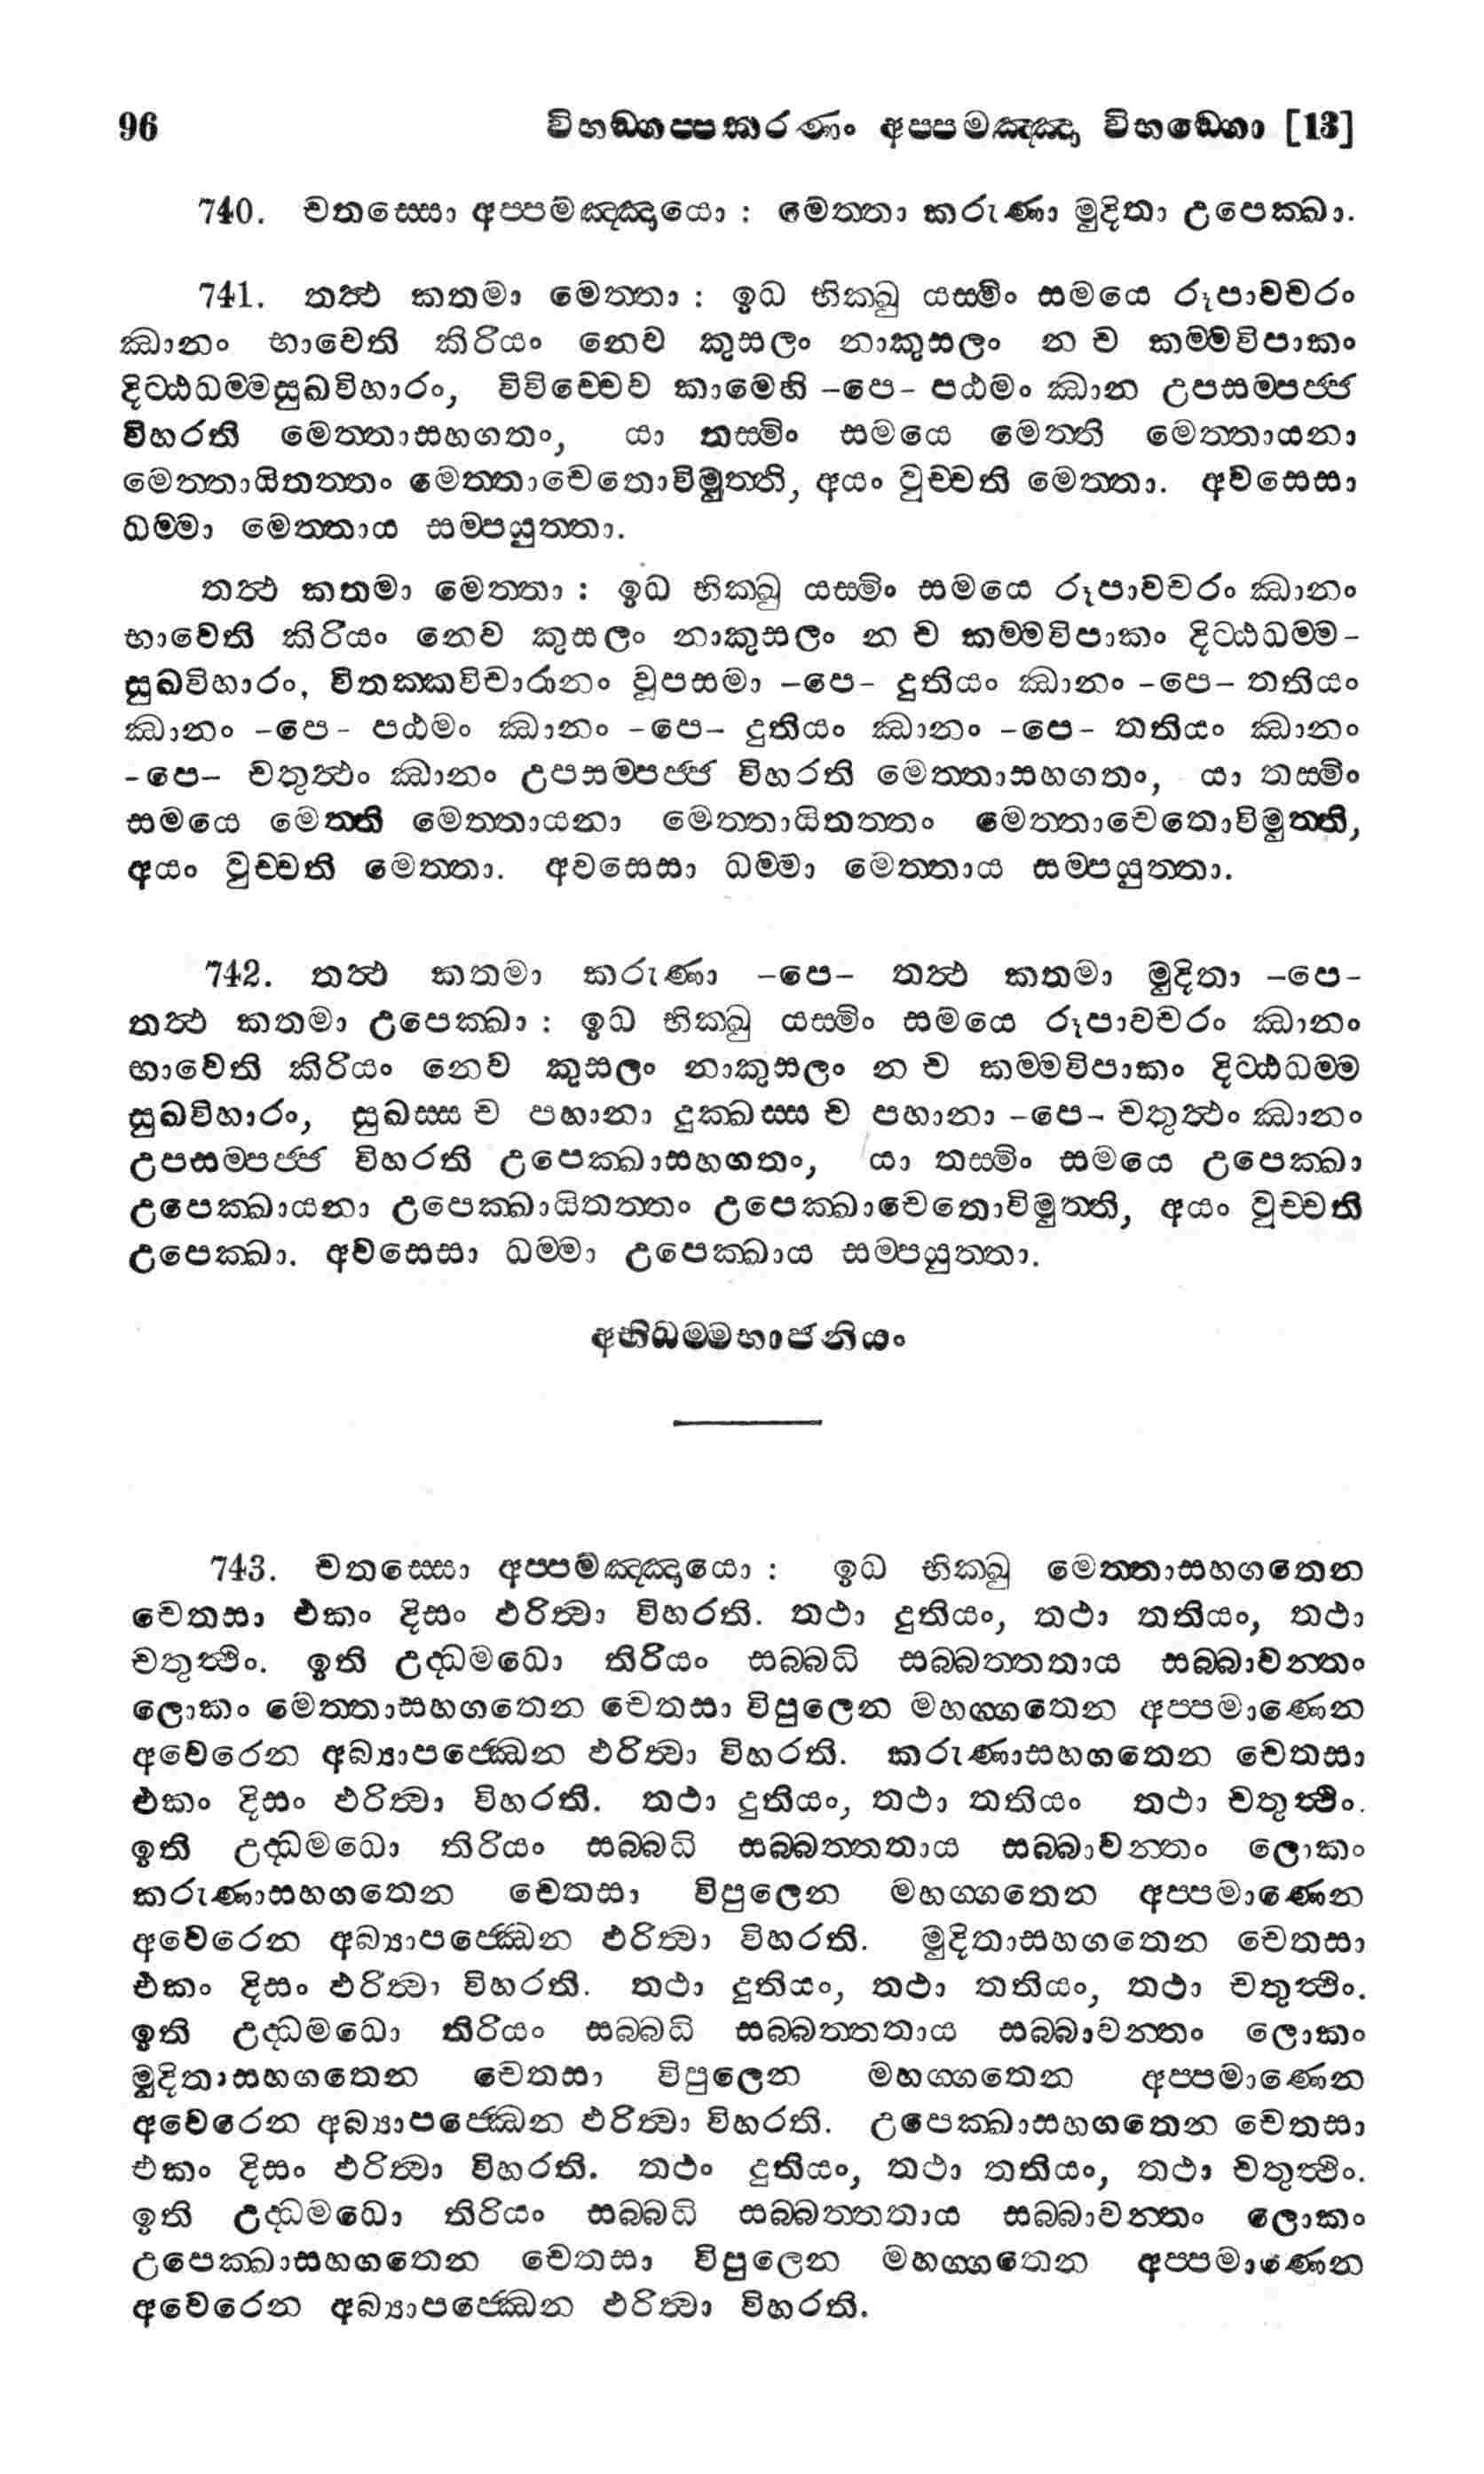 96 විභඞ්ගප්පකරණං අප්පමඤ්ඤා විභඞ්ගො [13]
740. චතස්සො අප්පමඤ්ඤායො : මෙත්තා කරුණා මුදිතා උපෙක්ඛා.
741. තත්ථ කතමා මෙත්තා : ඉධ භික්ඛු යස්මිං සමයෙ රූපාවචරං
ඣානං භාවෙති කිරියං නෙව කුසලං නාකුසලං න ච කම්මවිපාකං
දිට්ඨධම්මසුඛවිහාරං, විවිච්චෙව කාමෙහි -පෙ- පඨමං ඣාන උපසම්පජ්ජ
විහරති මෙත්තාසහගතං, යා තස්මිං සමයෙ මෙත්ති මෙත්තායනා
මෙත්තායිතත්තං මෙත්තාචෙතොවිමුත්ති, අයං වුච්චති මෙත්තා. අවසෙසා
ධම්මා මෙත්තාය සම්පයුත්තා.
තත්ථ කතමා මෙත්තා : ඉධ භික්ඛු යස්මිං සමයෙ රූපාවචරං ඣානං
භාවෙති කිරියං නෙව කුසලං නාකුසලං න ච කම්මවිපාකං දිට්ඨධම්ම-
සුඛවිහාරං, විතක්කවිචාරානං වූපසමා -පෙ- දුතියං ඣානං -පෙ- තතියං
ඣානං -පෙ- පඨමං ඣානං -පෙ- දුතියං ඣානං -පෙ- තතියං ඣානං
-පෙ- චතුත්ථං ඣානං උපසම්පජ්ජ විහරති මෙත්තාසහගතං, යා තස්මිං
සමයෙ මෙත්ති මෙත්තායනා මෙත්තායිතත්තං මෙත්තාචෙතොවිමුත්ති,
අයං වුච්චති මෙත්තා. අවසෙසා ධම්මා මෙත්තාය සම්පයුත්තා.
742. තත්ථ කතමා කරුණා -පෙ- තත්ථ කතමා මුදිතා -පෙ-
තත්ථ කතමා උපෙක්ඛා : ඉධ භික්ඛු යස්මිං සමයෙ රූපාවචරං ඣානං
භාවෙති කිරියං නෙව කුසලං නාකුසලං න ච කම්මවිපාකං දිට්ඨධම්ම
සුඛවිහාරං, සුඛස්ස ච පහානා දුක්ඛස්ස ච පහානා -පෙ- චතුත්ථං ඣානං
උපසම්පජ්ජ විහරති උපෙක්ඛාසහගතං, යා තස්මිං සමයෙ උපෙක්ඛා
උපෙක්ඛායනා උපෙක්ඛායිතත්තං උපෙක්ඛාචෙතොවිමුත්ති, අයං වුච්චති
උපෙක්ඛා. අවසෙසා ධම්මා උපෙක්ඛාය සම්පයුත්තා.
අභිධම්මභාජනියං
743. චතස්සො අප්පමඤ්ඤායො : ඉධ භික්ඛු මෙත්තාසහගතෙන
චෙතසා එකං දිසං ඵරිත්වා විහරති. තථා දුතියං, තථා තතියං, තථා
චතුත්ථිං. ඉති උද්ධමධො තිරියං සබ්බධි සබ්බත්තතාය සබ්බාවන්තං
ලොකං මෙත්තාසහගතෙන චෙතසා විපුලෙන මහග්ගතෙන අප්පමාණෙන
අවෙරෙන අබ්‍යාපජ්ඣෙන ඵරිත්වා විහරති. කරුණාසහගතෙන චෙතසා
එකං දිසං ඵරිත්වා විහරති. තථා දුතියං, තථා තතියං තථා චතුත්ථිං.
ඉති උද්ධමධො තිරියං සබ්බධි සබ්බත්තතාය සබ්බාවන්තං ලොකං
කරුණාසහගතෙන චෙතසා විපුලෙන මහග්ගතෙන අප්පමාණෙන
අවෙරෙන අබ්‍යාපජ්ඣෙන ඵරිත්වා විහරති. මුදිතාසහගතෙන චෙතසා
එකං දිසං ඵරිත්වා විහරති. තථා දුතියං, තථා තතියං, තථා චතුත්ථිං.
ඉති උද්ධමධො තිරියං සබ්බධි සබ්බත්තතාය සබ්බාවන්තං ලොකං
මුදිතාසහගතෙන චෙතසා විපුලෙන මහග්ගතෙන අප්පමාණෙන
අවෙරෙන අබ්‍යාපජ්ඣෙන ඵරිත්වා විහරති. උපෙක්ඛාසහගතෙන චෙතසා
එකං දිසං ඵරිත්වා විහරති. තථං දුතියං, තථා තතියං, තථා චතුත්ථිං.
ඉති උද්ධමධො තිරියං සබ්බධි සබ්බත්තතාය සබ්බාවන්තං ලොකං
උපෙක්ඛාසහගතෙන චෙතසා විපුලෙන මහග්ගතෙන අප්පමාණෙන
අවෙරෙන අබ්‍යාපජ්ඣෙන ඵරිත්වා විහරති.